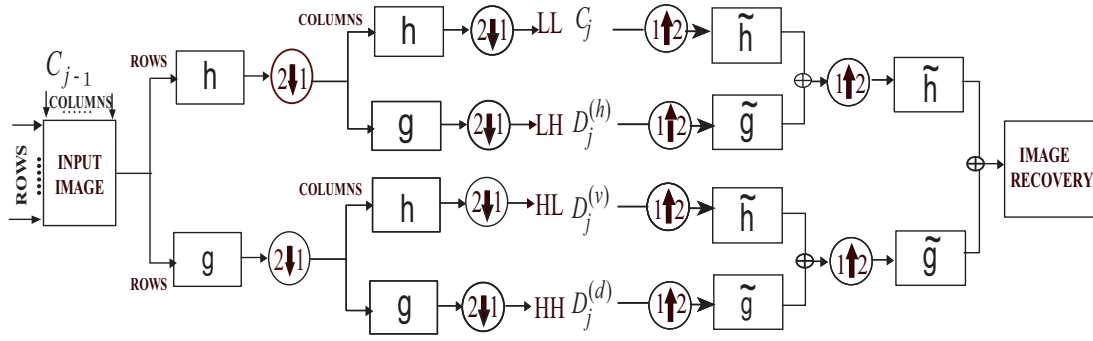 COLUMNS
h
2↓1
LL
C_j
1↑2
h̃
C_{j-1}
ROWS
h
2↓1
⊕
1↑2
h̃
COLUMNS
......
g
2↓1
LH
D_j^{(h)}
1↑2
g̃
ROWS
......
INPUT
IMAGE
⊕
IMAGE
RECOVERY
COLUMNS
h
2↓1
HL
D_j^{(v)}
1↑2
h̃
ROWS
g
2↓1
⊕
1↑2
g̃
g
2↓1
HH
D_j^{(d)}
1↑2
g̃